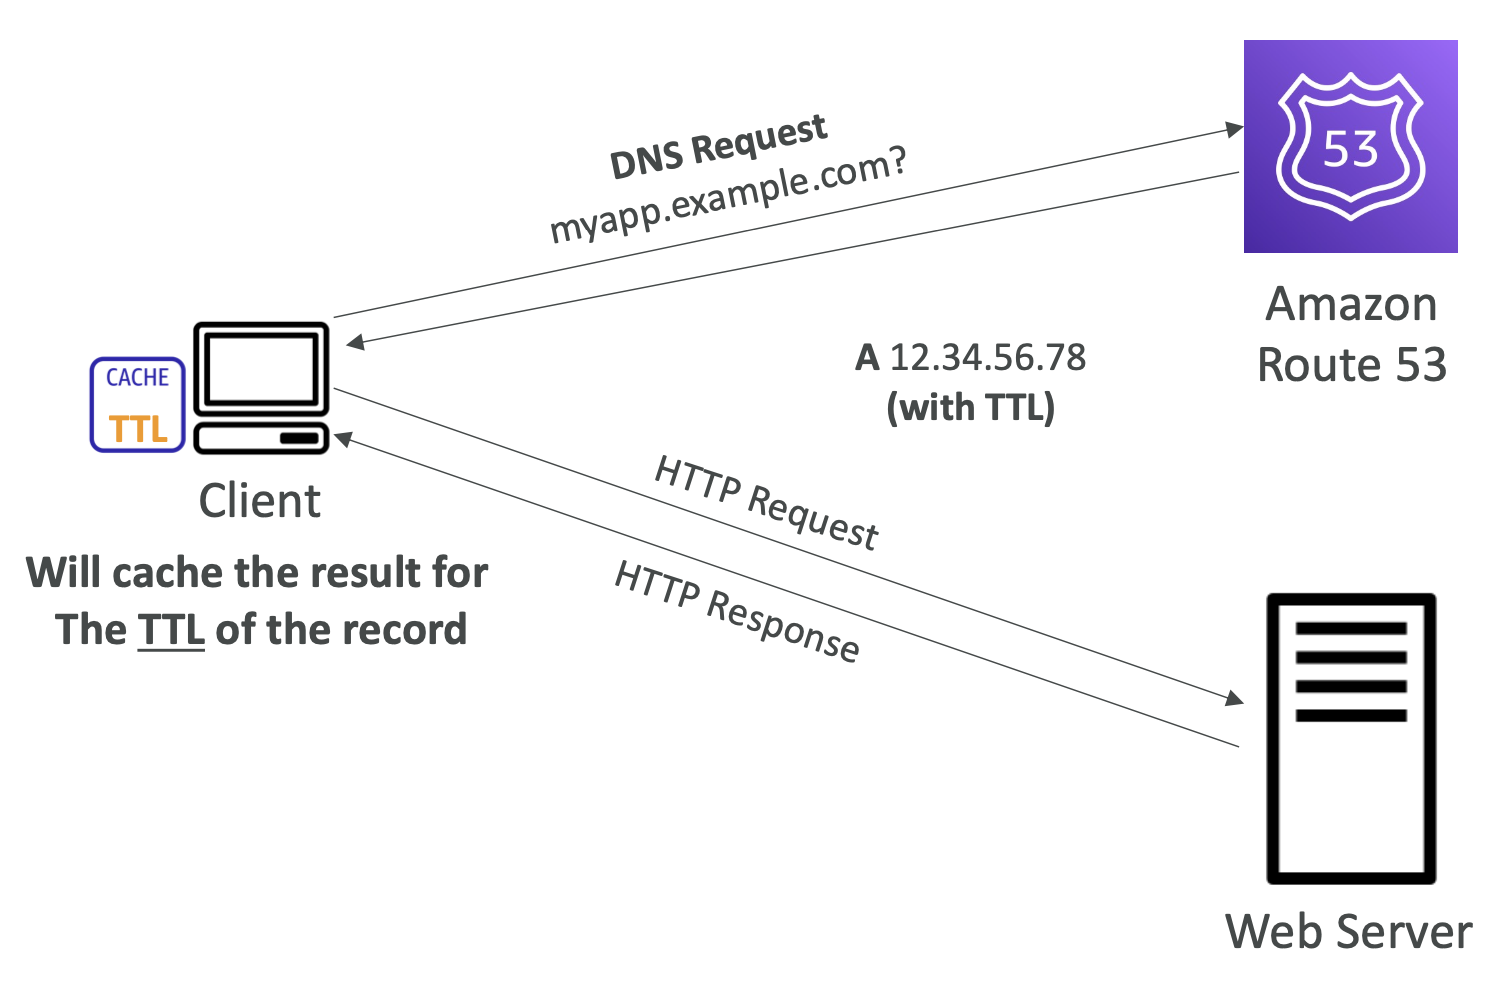 DNS Request
myapp.example.com?
53
Amazon
Route 53
A 12.34.56.78
(with TTL)
CACHE
TTL
Client
Will cache the result for
The TTL of the record
HTTP Request
HTTP Response
Web Server